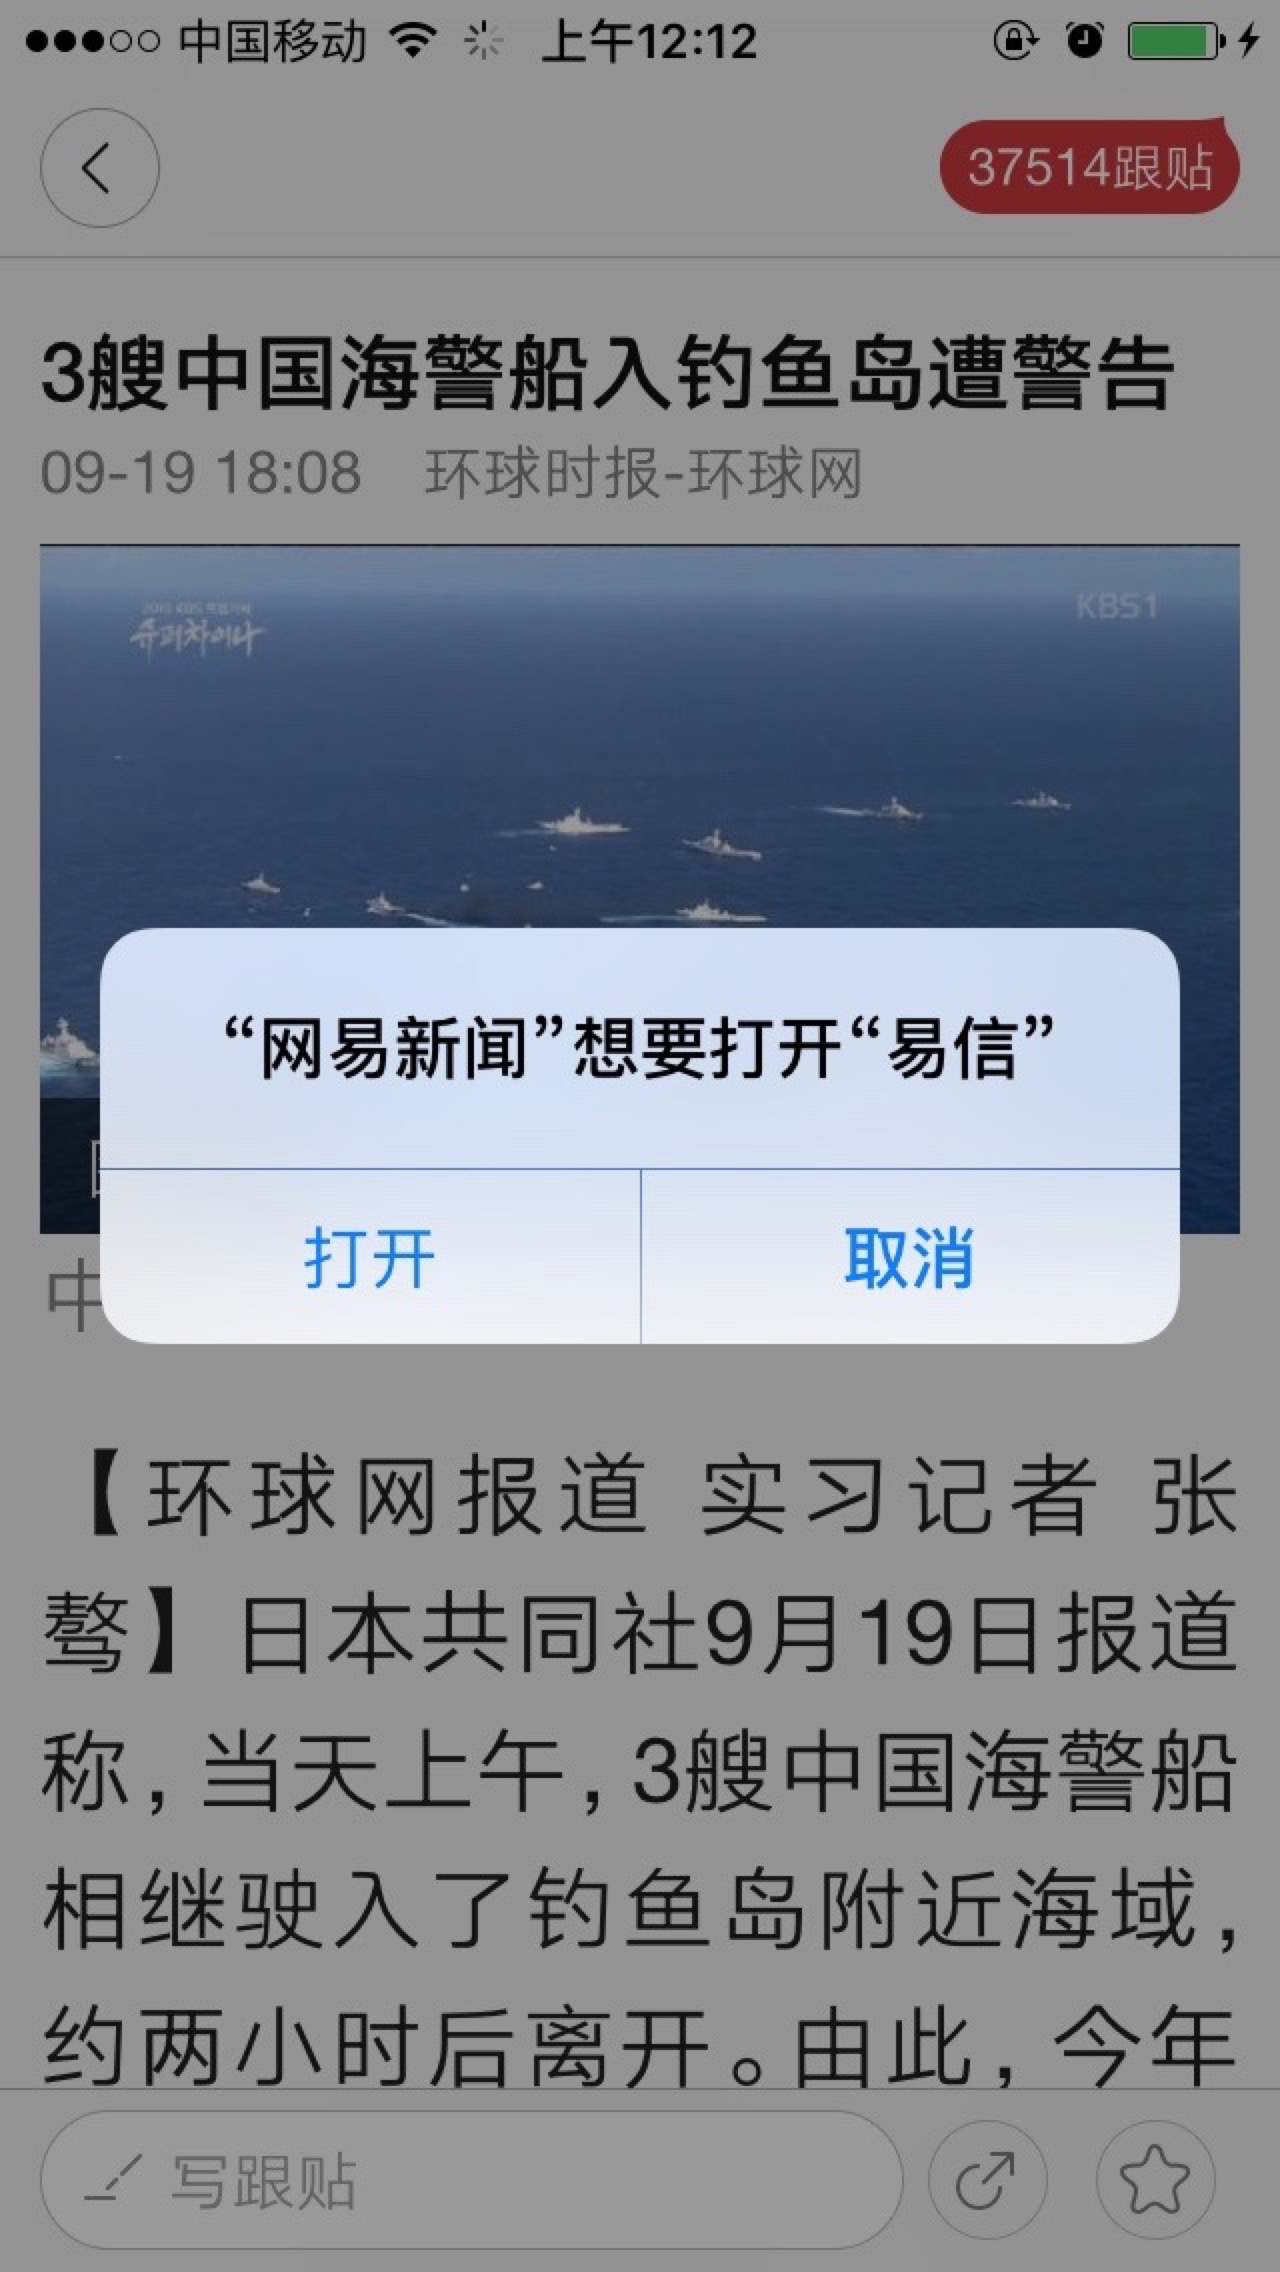 中国移动 上午12:12
37514跟贴
3艘中国海警船入钓鱼岛遭警告
09-19 18:08 环球时报-环球网
슈퍼차이나
KBS1
“网易新闻”想要打开“易信”
打开 取消
中
【环球网报道 实习记者 张
骜】日本共同社9月19日报道
称，当天上午，3艘中国海警船
相继驶入了钓鱼岛附近海域，
约两小时后离开。由此，今年
写跟贴